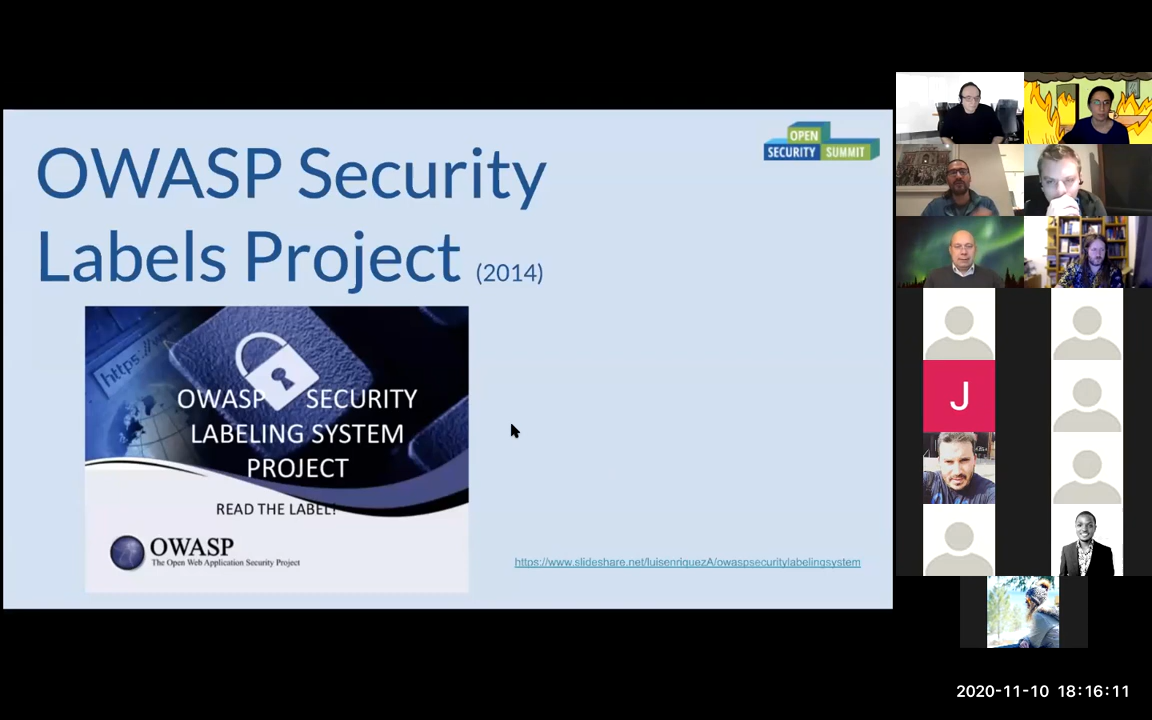 OWASP Security
Labels Project (2014)
OPEN
SECURITY SUMMIT
OWASP SECURITY
LABELING SYSTEM
PROJECT
READ THE LABEL!
OWASP
The Open Web Application Security Project
https://www.slideshare.net/luisenriquezA/owaspsecuritylabelingsystem
J
2020-11-10 18:16:11